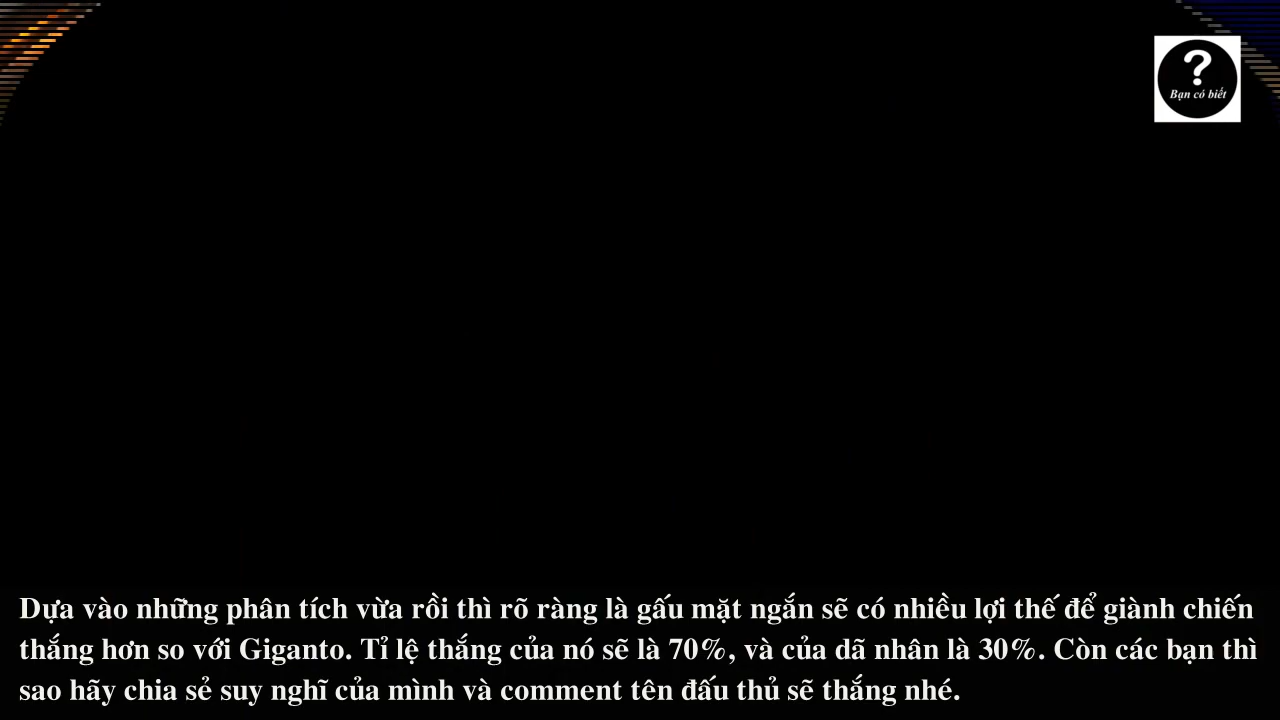 ?
Bạn có biết
Dựa vào những phân tích vừa rồi thì rõ ràng là gấu mặt ngắn sẽ có nhiều lợi thế để giành chiến
thắng hơn so với Giganto. Tỉ lệ thắng của nó sẽ là 70%, và của dã nhân là 30%. Còn các bạn thì
sao hãy chia sẻ suy nghĩ của mình và comment tên đấu thủ sẽ thắng nhé.